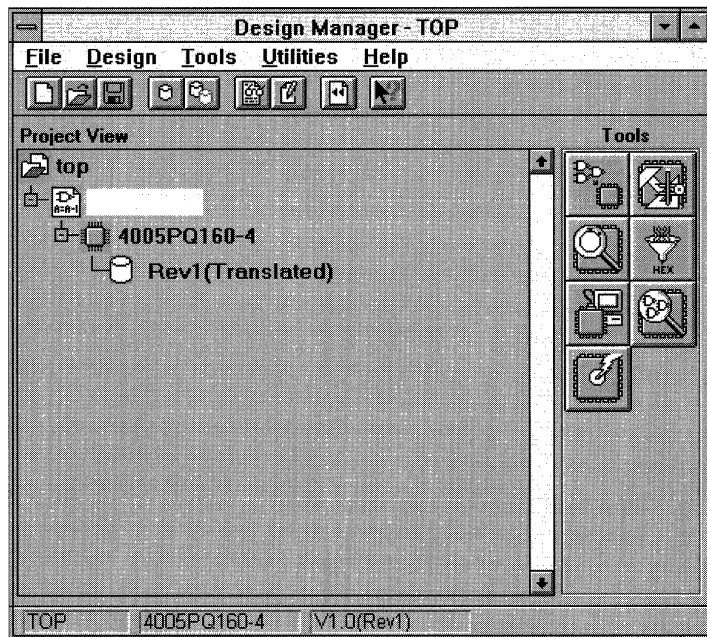 Design Manager - TOP
File Design Tools Utilities Help
Project View
Tools
top
A=A-1
4005PQ160-4
Rev1(Translated)
HEX
TOP 4005PQ160-4 V1.0(Rev1)